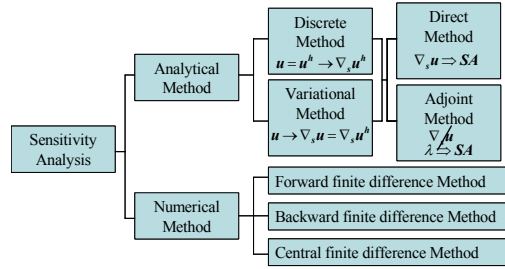 Sensitivity
Analysis
Analytical
Method
Discrete
Method
u = u^h → ∇_s u^h
Variational
Method
u → ∇_s u = ∇_s u^h
Direct
Method
∇_s u ⇒ SA
Adjoint
Method
∇_s u
λ ⇒ SA
Numerical
Method
Forward finite difference Method
Backward finite difference Method
Central finite difference Method